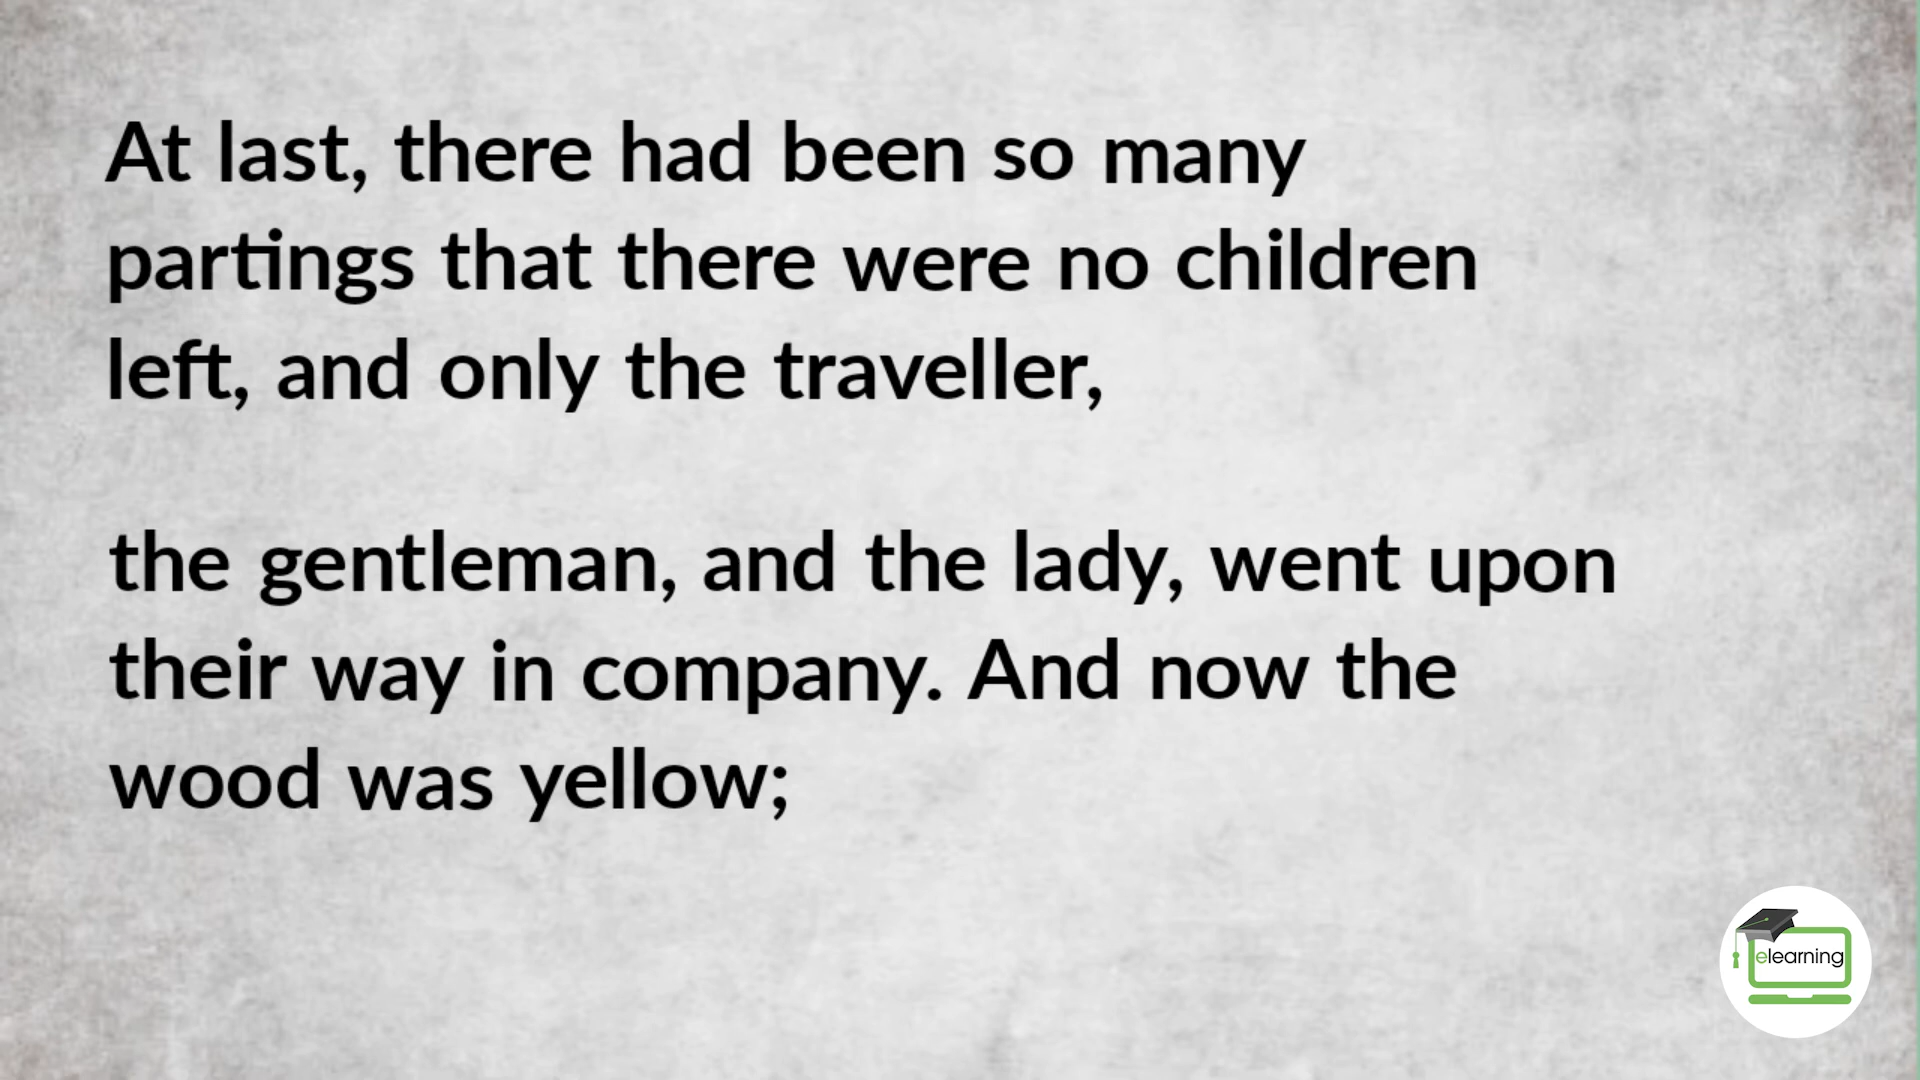 At last, there had been so many
partings that there were no children
left, and only the traveller,
the gentleman, and the lady, went upon
their way in company. And now the
wood was yellow;
elearning